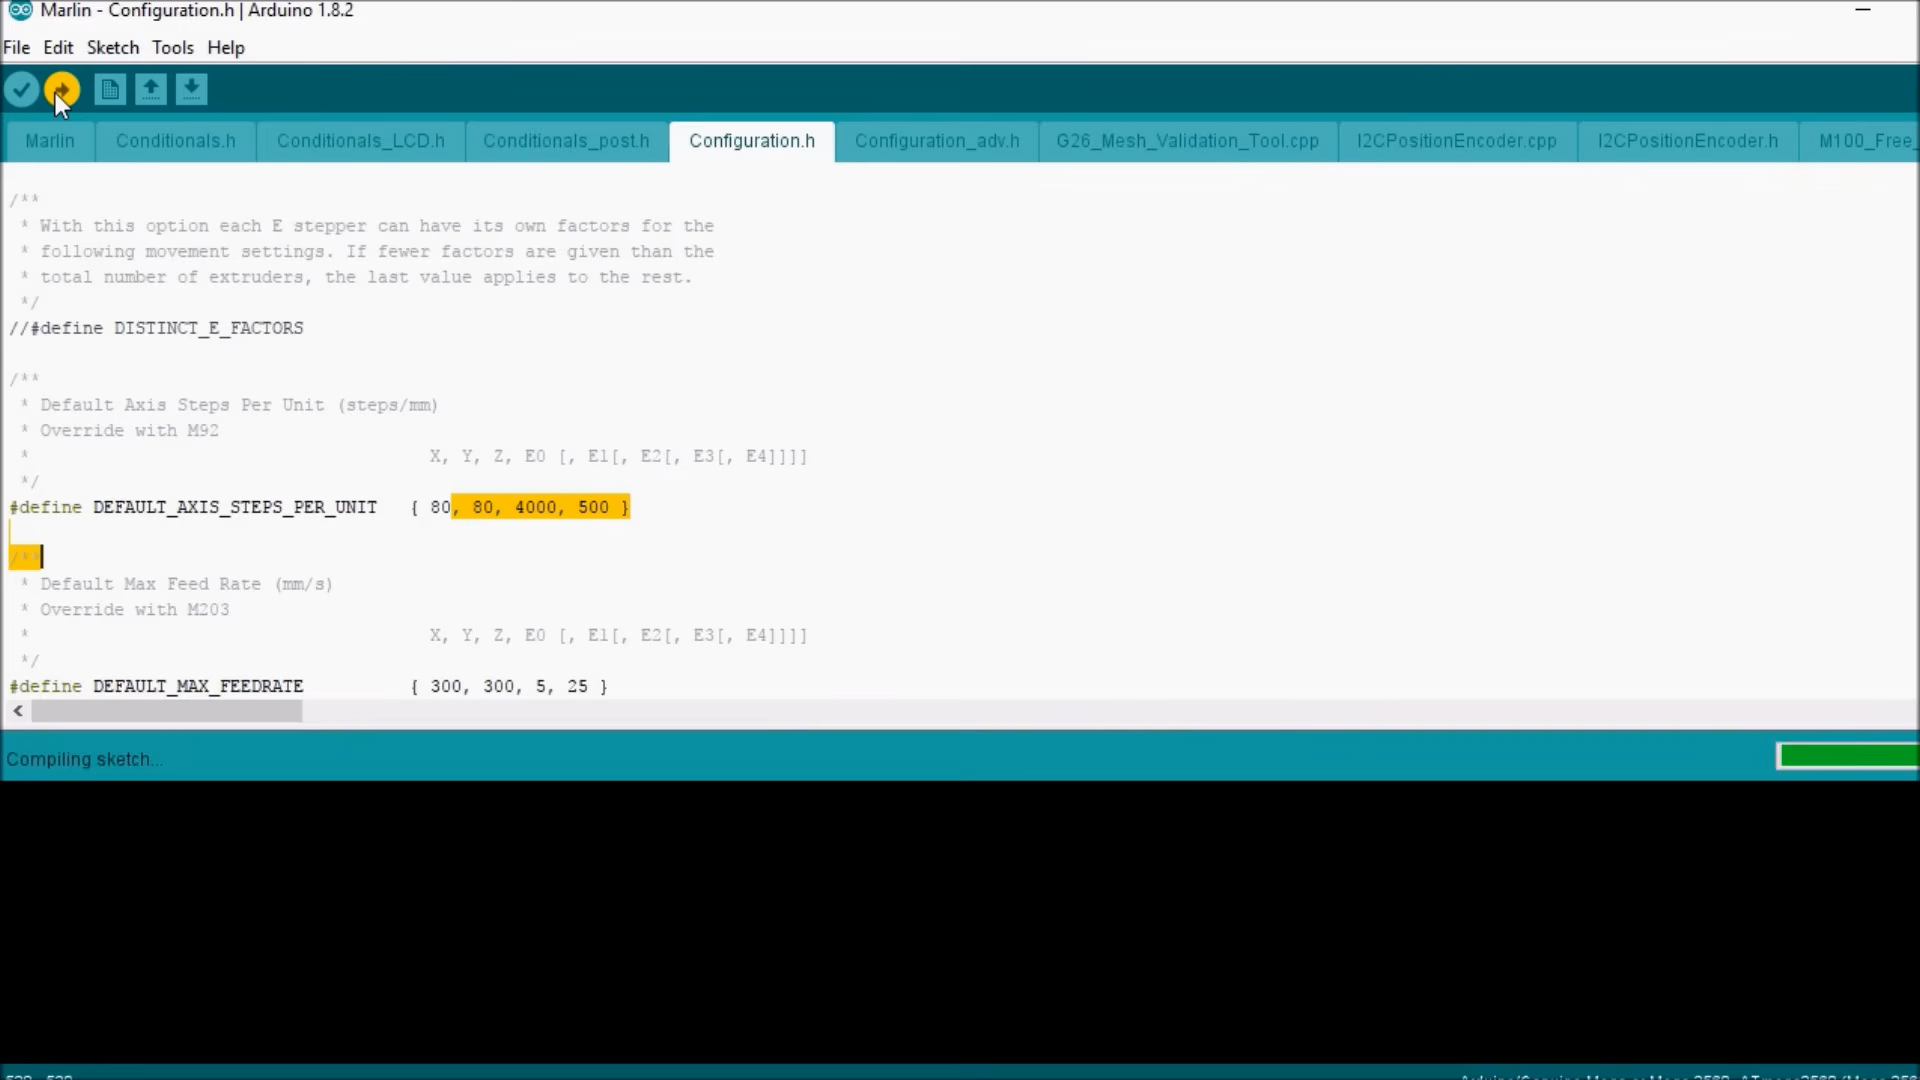 Marlin - Configuration.h | Arduino 1.8.2
File Edit Sketch Tools Help
Marlin Conditionals.h Conditionals_LCD.h Conditionals_post.h Configuration.h Configuration_adv.h G26_Mesh_Validation_Tool.cpp I2CPositionEncoder.cpp I2CPositionEncoder.h M100_Free_
/**
* With this option each E stepper can have its own factors for the
* following movement settings. If fewer factors are given than the
* total number of extruders, the last value applies to the rest.
*/
//#define DISTINCT_E_FACTORS
/**
* Default Axis Steps Per Unit (steps/mm)
* Override with M92
* X, Y, Z, E0 [, E1[, E2[, E3[, E4]]]]
*/
#define DEFAULT_AXIS_STEPS_PER_UNIT { 80, 80, 4000, 500 }
/**
* Default Max Feed Rate (mm/s)
* Override with M203
* X, Y, Z, E0 [, E1[, E2[, E3[, E4]]]]
*/
#define DEFAULT_MAX_FEEDRATE { 300, 300, 5, 25 }
Compiling sketch...